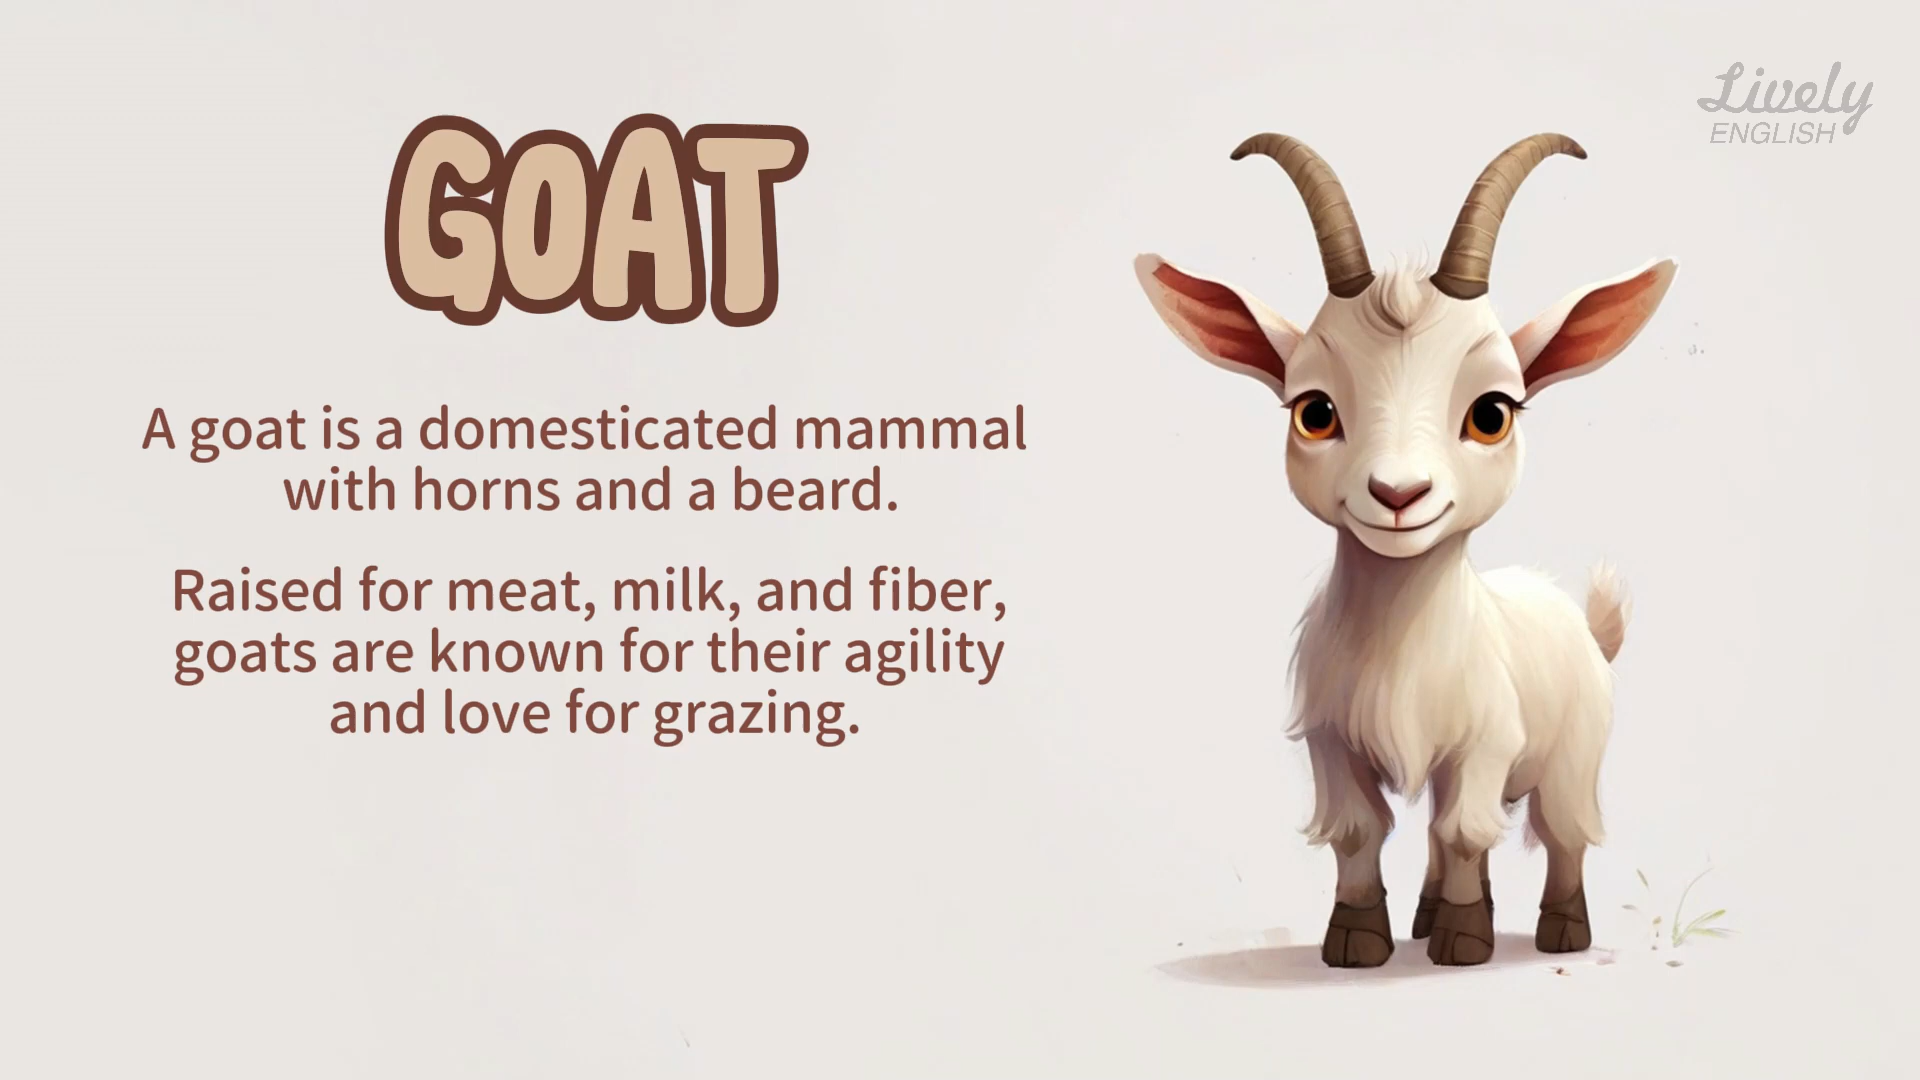 GOAT
A goat is a domesticated mammal
with horns and a beard.
Raised for meat, milk, and fiber,
goats are known for their agility
and love for grazing.
Lively
ENGLISH